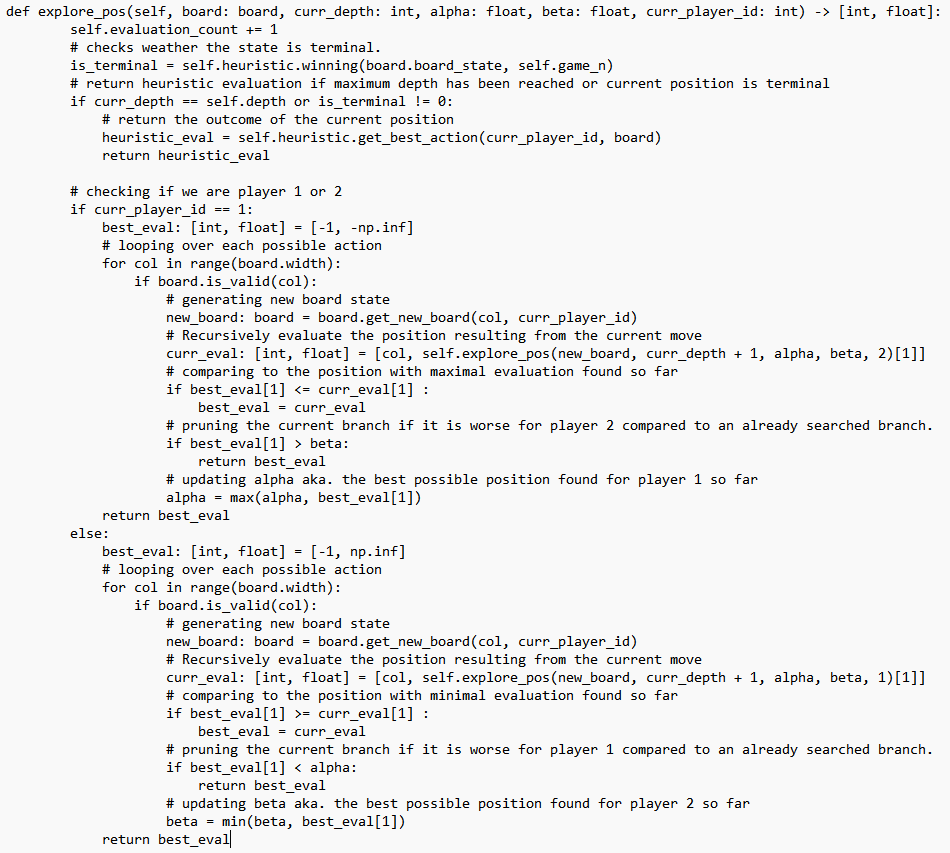 def explore_pos(self, board: board, curr_depth: int, alpha: float, beta: float, curr_player_id: int) -> [int, float]:
        self.evaluation_count += 1
        # checks weather the state is terminal.
        is_terminal = self.heuristic.winning(board.board_state, self.game_n)
        # return heuristic evaluation if maximum depth has been reached or current position is terminal
        if curr_depth == self.depth or is_terminal != 0:
            # return the outcome of the current position
            heuristic_eval = self.heuristic.get_best_action(curr_player_id, board)
            return heuristic_eval

        # checking if we are player 1 or 2
        if curr_player_id == 1:
            best_eval: [int, float] = [-1, -np.inf]
            # looping over each possible action
            for col in range(board.width):
                if board.is_valid(col):
                    # generating new board state
                    new_board: board = board.get_new_board(col, curr_player_id)
                    # Recursively evaluate the position resulting from the current move
                    curr_eval: [int, float] = [col, self.explore_pos(new_board, curr_depth + 1, alpha, beta, 2)[1]]
                    # comparing to the position with maximal evaluation found so far
                    if best_eval[1] <= curr_eval[1] :
                        best_eval = curr_eval
                    # pruning the current branch if it is worse for player 2 compared to an already searched branch.
                    if best_eval[1] > beta:
                        return best_eval
                    # updating alpha aka. the best possible position found for player 1 so far
                    alpha = max(alpha, best_eval[1])
            return best_eval
        else:
            best_eval: [int, float] = [-1, np.inf]
            # looping over each possible action
            for col in range(board.width):
                if board.is_valid(col):
                    # generating new board state
                    new_board: board = board.get_new_board(col, curr_player_id)
                    # Recursively evaluate the position resulting from the current move
                    curr_eval: [int, float] = [col, self.explore_pos(new_board, curr_depth + 1, alpha, beta, 1)[1]]
                    # comparing to the position with minimal evaluation found so far
                    if best_eval[1] >= curr_eval[1] :
                        best_eval = curr_eval
                    # pruning the current branch if it is worse for player 1 compared to an already searched branch.
                    if best_eval[1] < alpha:
                        return best_eval
                    # updating beta aka. the best possible position found for player 2 so far
                    beta = min(beta, best_eval[1])
            return best_eval